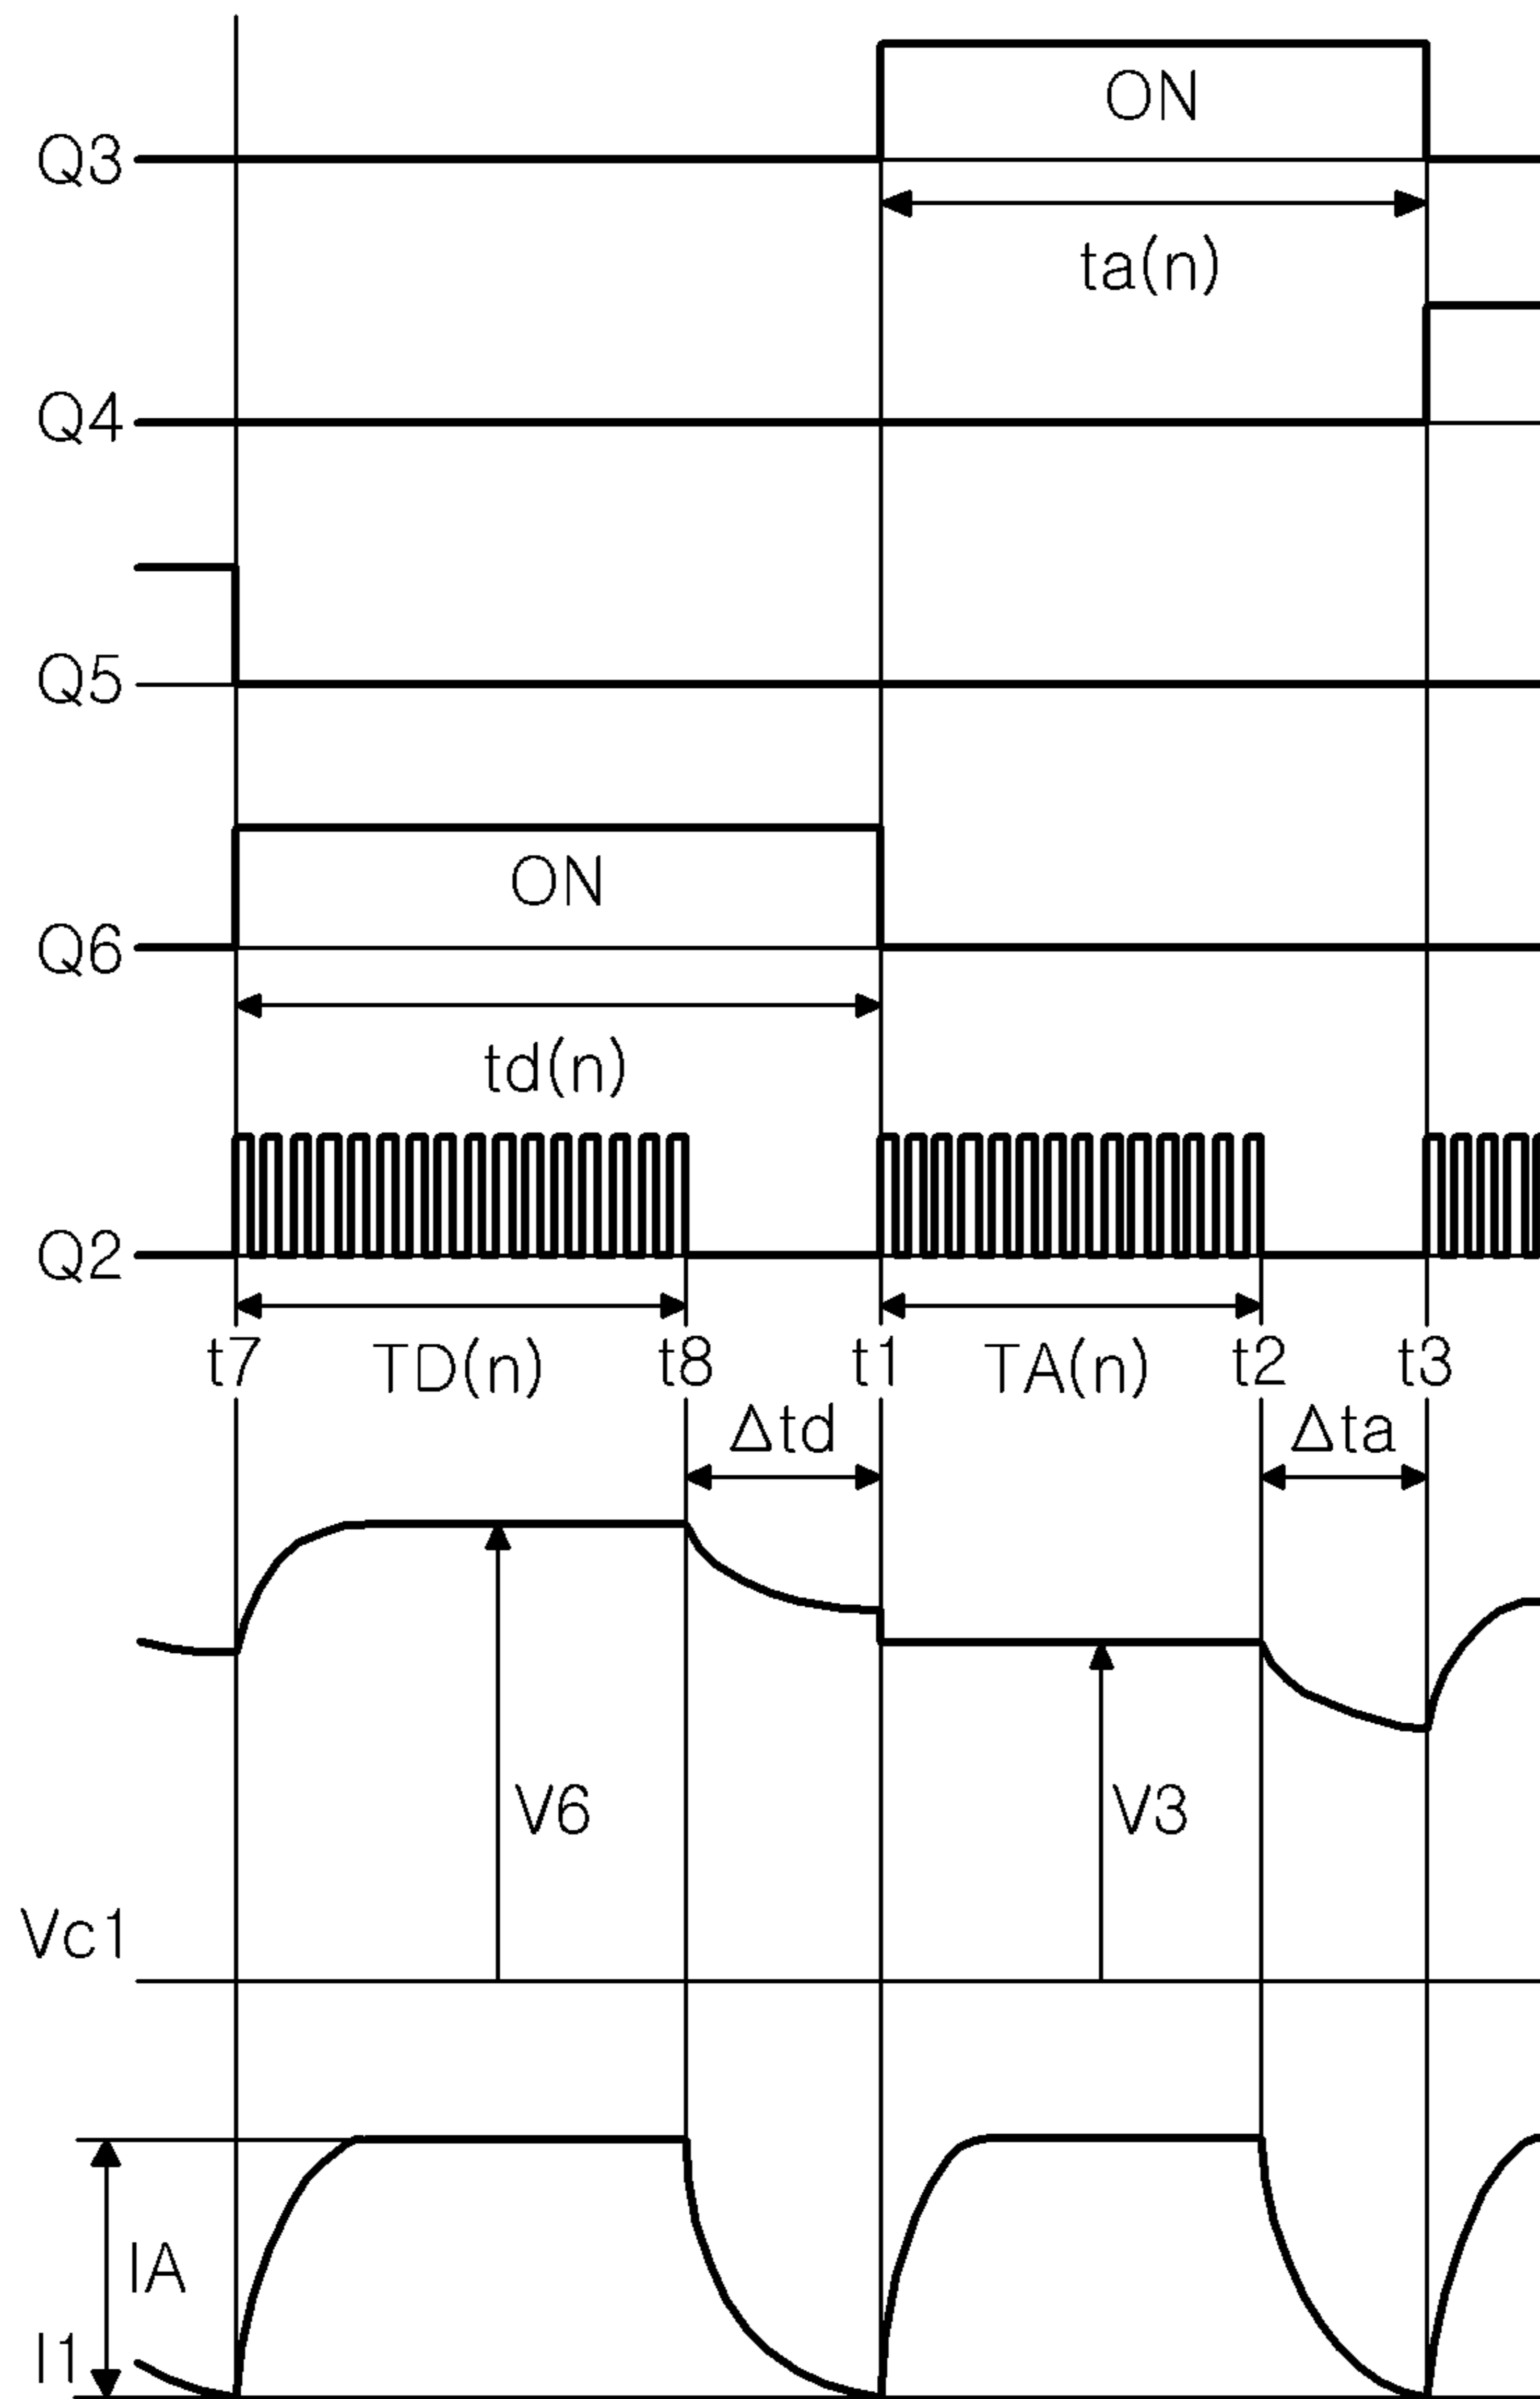 ON
Q3
ta(n)
Q4
Q5
ON
Q6
td(n)
Q2
t7 TD(n) t8 t1 TA(n) t2 t3
Δtd Δta
V6 V3
Vc1
IA
I1